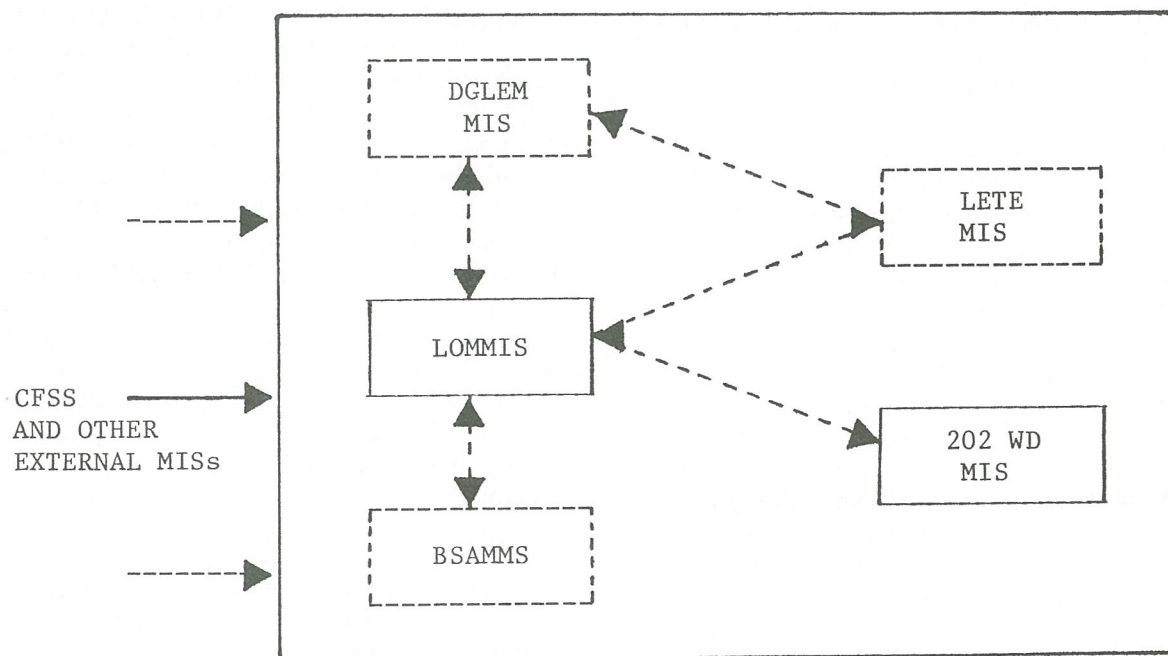 DGLEM
MIS
LETE
MIS
LOMMIS
CFSS
AND OTHER
EXTERNAL MISs
202 WD
MIS
BSAMMS